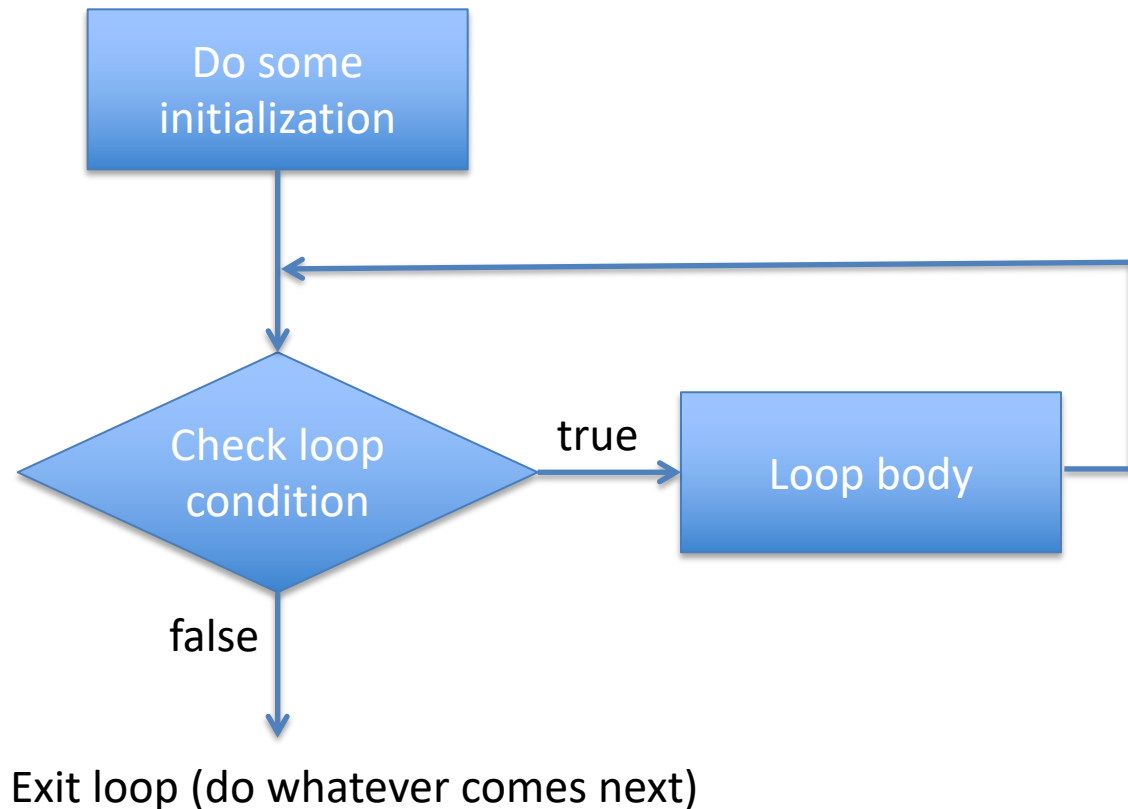 Do some
initialization
Check loop
condition
true
Loop body
false
Exit loop (do whatever comes next)